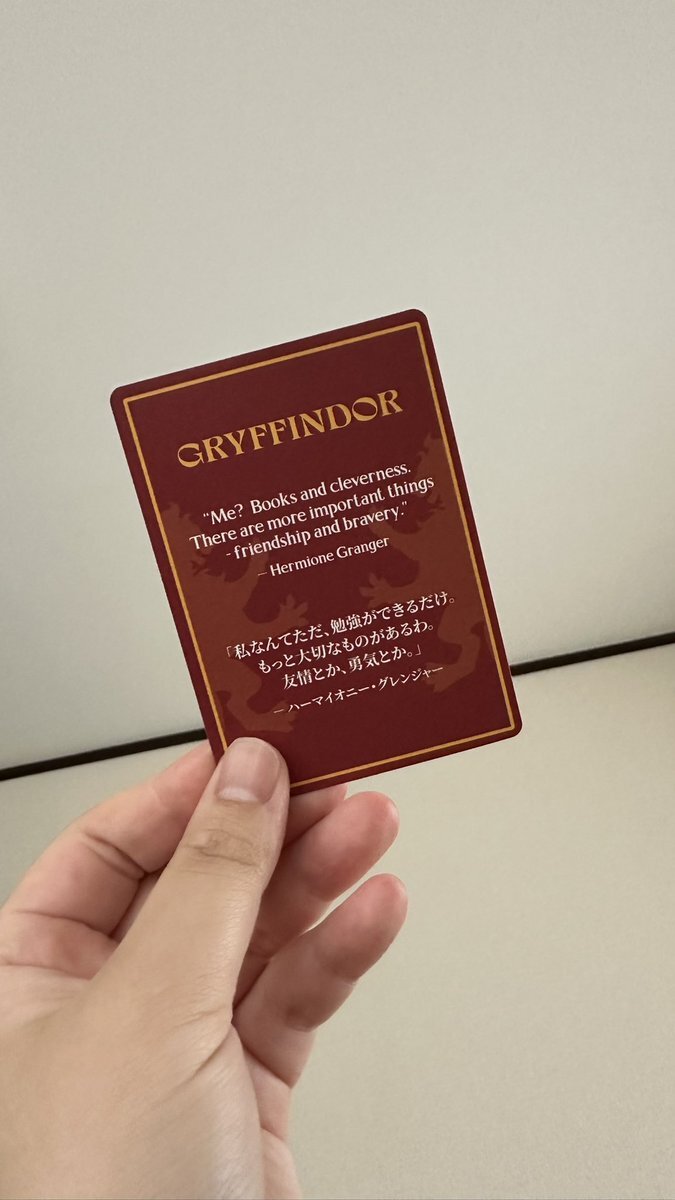 GRYFFINDOR
“Me? Books and cleverness.
There are more important things
- friendship and bravery.”
― Hermione Granger
「私なんてただ、勉強ができるだけ。
もっと大切なものがあるわ。
友情とか、勇気とか。」
― ハーマイオニー・グレンジャー